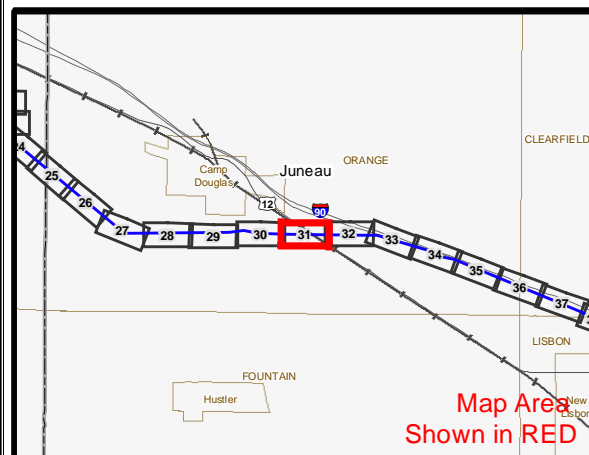 CLEARFIELD
ORANGE
Juneau
Camp
Douglas
12
90
24
25
26
27
28
29
30
31
32
33
34
35
36
37
LISBON
FOUNTAIN
Hustler
New
Lisbon
Map Area
Shown in RED